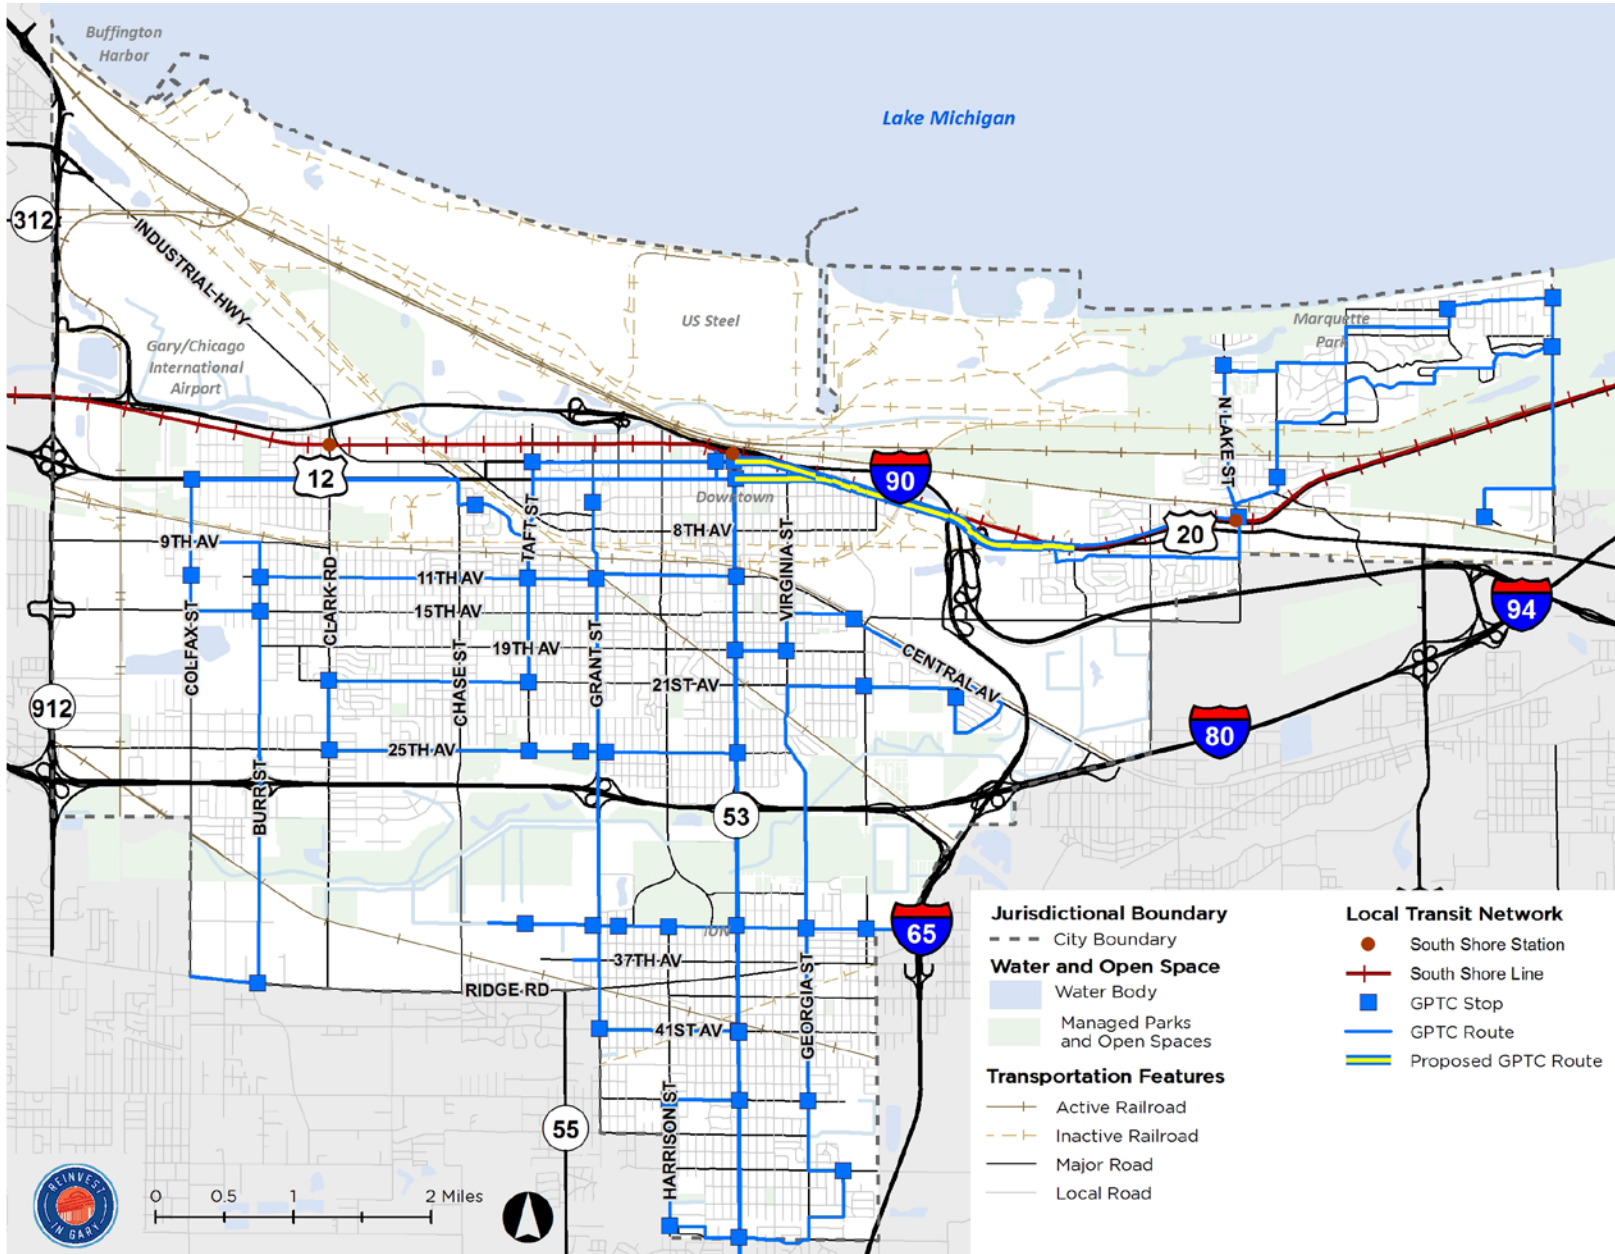 Buffington
Harbor
Lake Michigan
312
INDUSTRIAL HWY
US Steel
Marquette
Park
Gary/Chicago
International
Airport
N LAKE ST
12
90
Downtown
TAFT ST
20
8TH AV
9TH AV
VIRGINIA ST
11TH AV
CLARK RD
94
15TH AV
COLFAX ST
19TH AV
GRANT ST
CHASE ST
CENTRAL AV
21ST AV
912
80
25TH AV
BURR ST
53
65
IUN
37TH AV
RIDGE RD
GEORGIA ST
41ST AV
HARRISON ST
55
Jurisdictional Boundary
City Boundary
Water and Open Space
Water Body
Managed Parks
and Open Spaces
Transportation Features
Active Railroad
Inactive Railroad
Major Road
Local Road
Local Transit Network
South Shore Station
South Shore Line
GPTC Stop
GPTC Route
Proposed GPTC Route
REINVEST
IN GARY
0 0.5 1 2 Miles